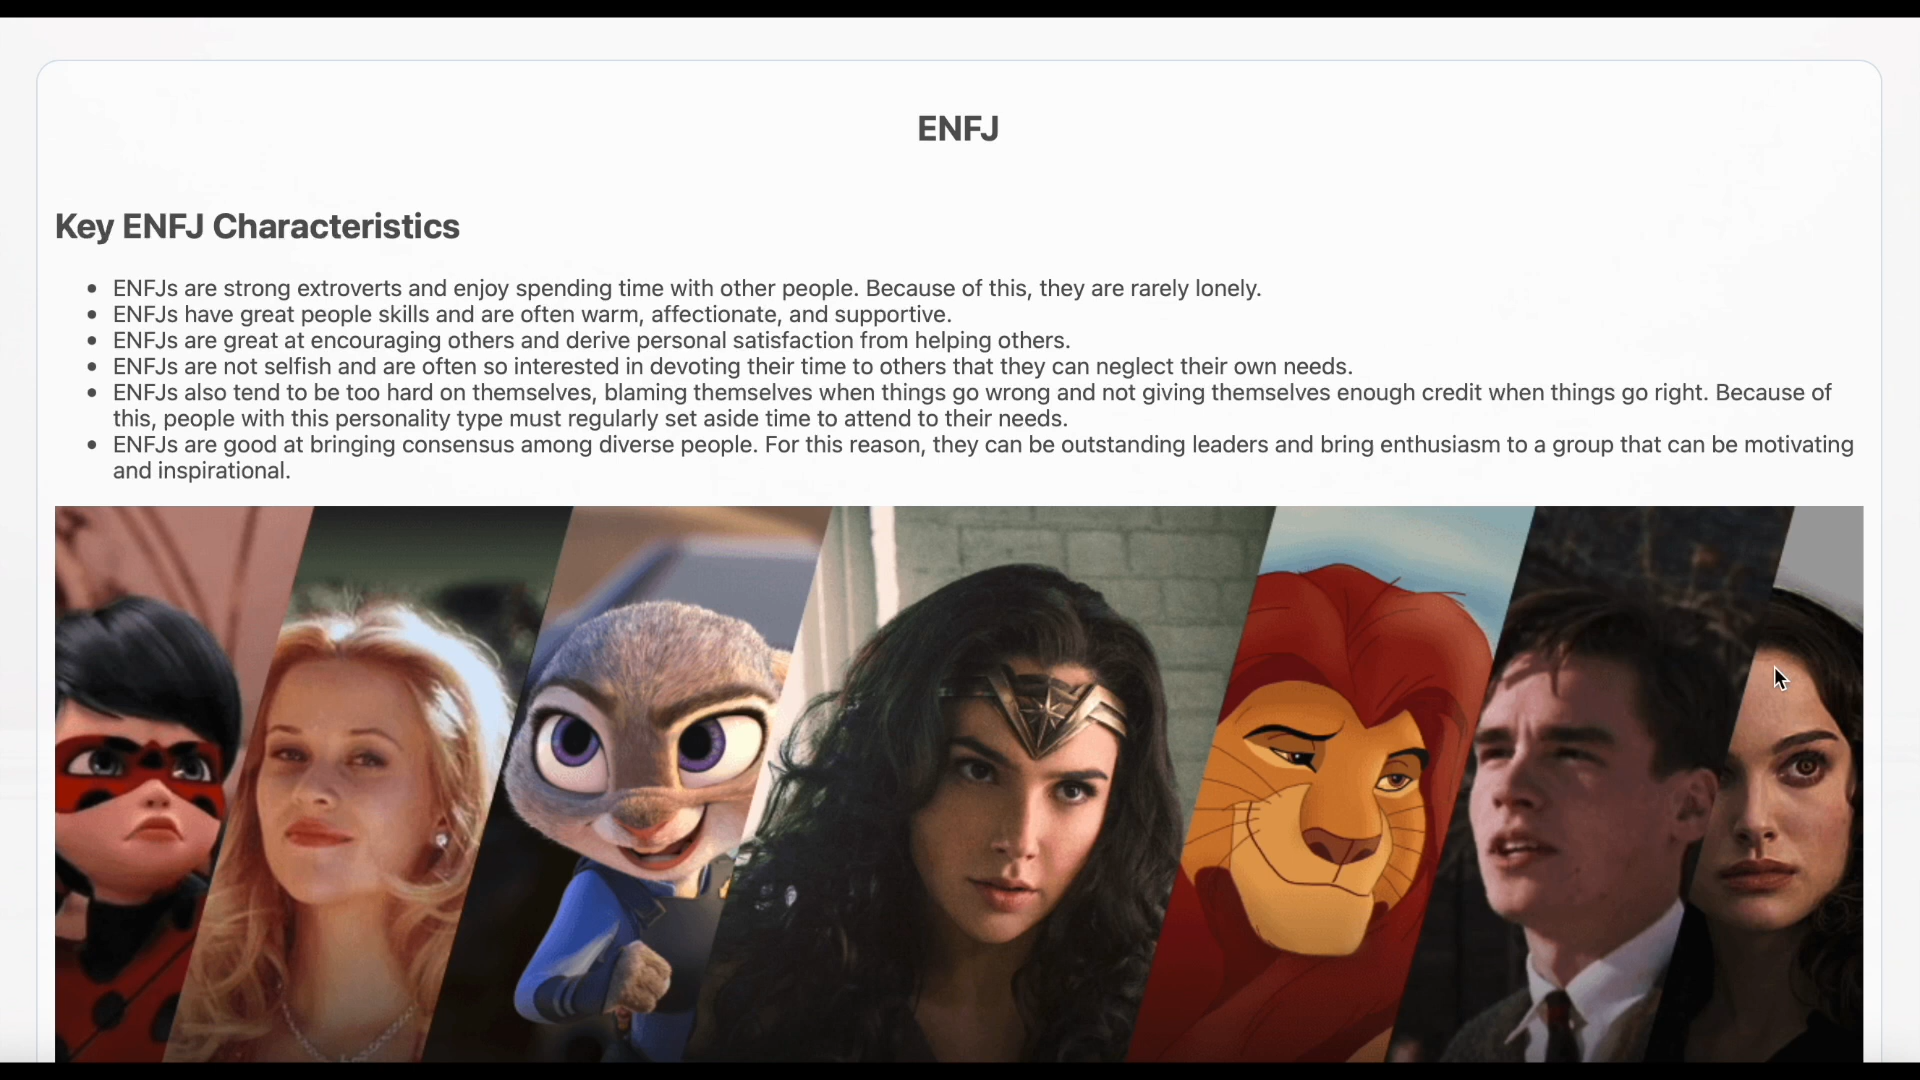 ENFJ
Key ENFJ Characteristics
ENFJs are strong extroverts and enjoy spending time with other people. Because of this, they are rarely lonely.
ENFJs have great people skills and are often warm, affectionate, and supportive.
ENFJs are great at encouraging others and derive personal satisfaction from helping others.
ENFJs are not selfish and are often so interested in devoting their time to others that they can neglect their own needs.
ENFJs also tend to be too hard on themselves, blaming themselves when things go wrong and not giving themselves enough credit when things go right. Because of
this, people with this personality type must regularly set aside time to attend to their needs.
ENFJs are good at bringing consensus among diverse people. For this reason, they can be outstanding leaders and bring enthusiasm to a group that can be motivating
and inspirational.